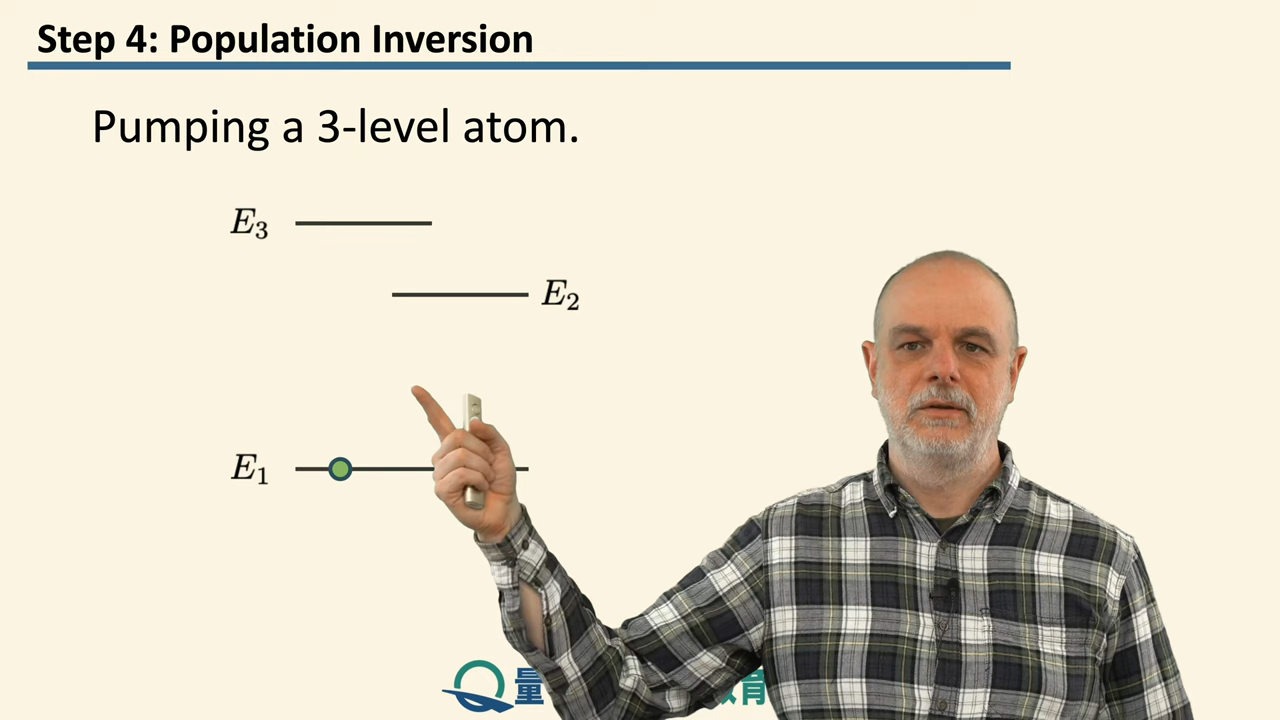 Step 4: Population Inversion
Pumping a 3-level atom.
E₃
E₂
E₁
量 育